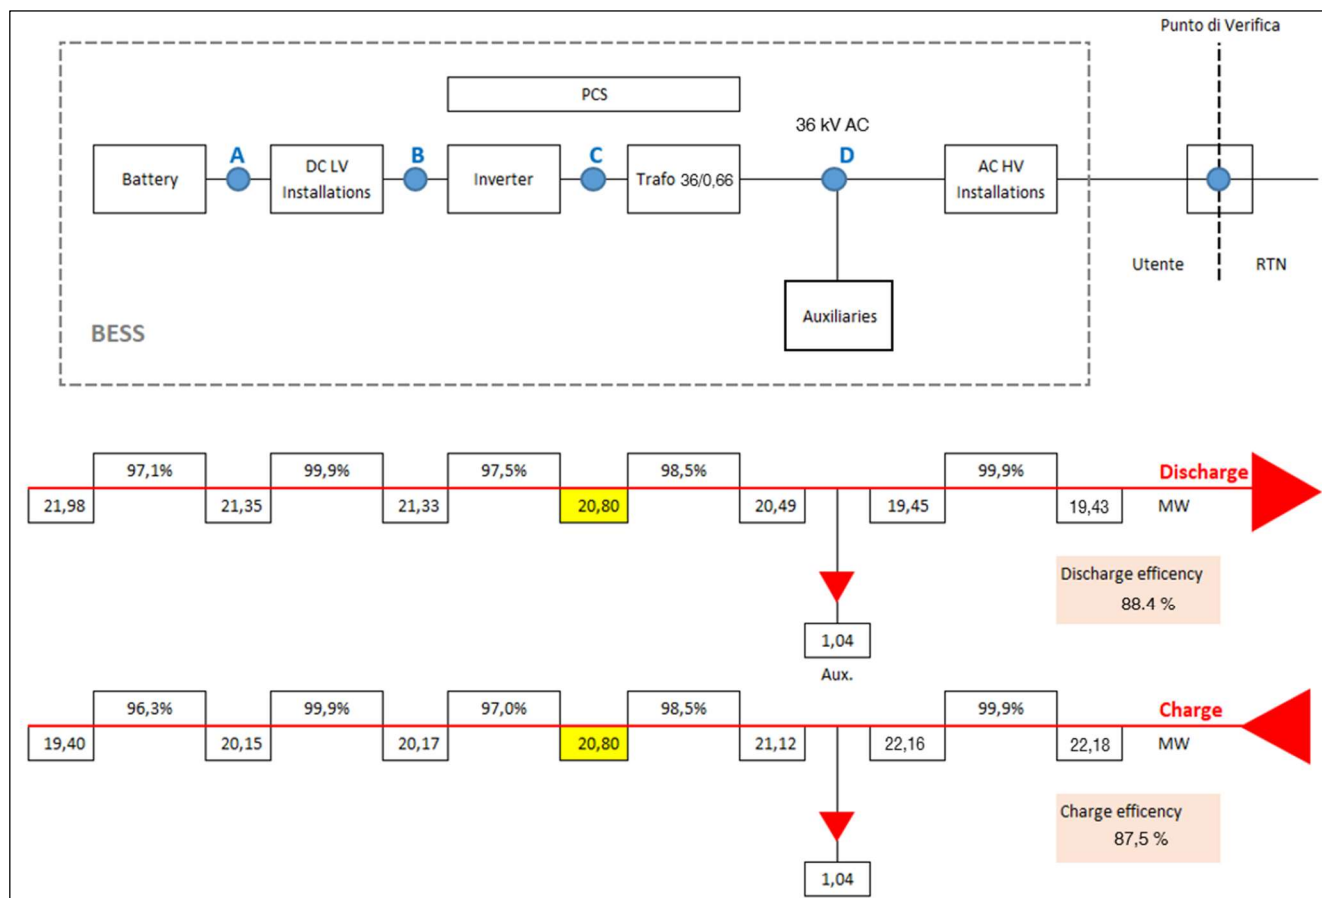 Punto di Verifica
PCS
36 kV AC
A
B
C
D
Battery
DC LV
Installations
Inverter
Trafo 36/0,66
AC HV
Installations
Utente
RTN
Auxiliaries
BESS
97,1%
99,9%
97,5%
98,5%
99,9%
Discharge
21,98
21,35
21,33
20,80
20,49
19,45
19,43
MW
Discharge efficency
88.4 %
1,04
Aux.
96,3%
99,9%
97,0%
98,5%
99,9%
Charge
19,40
20,15
20,17
20,80
21,12
22,16
22,18
MW
Charge efficency
87,5 %
1,04